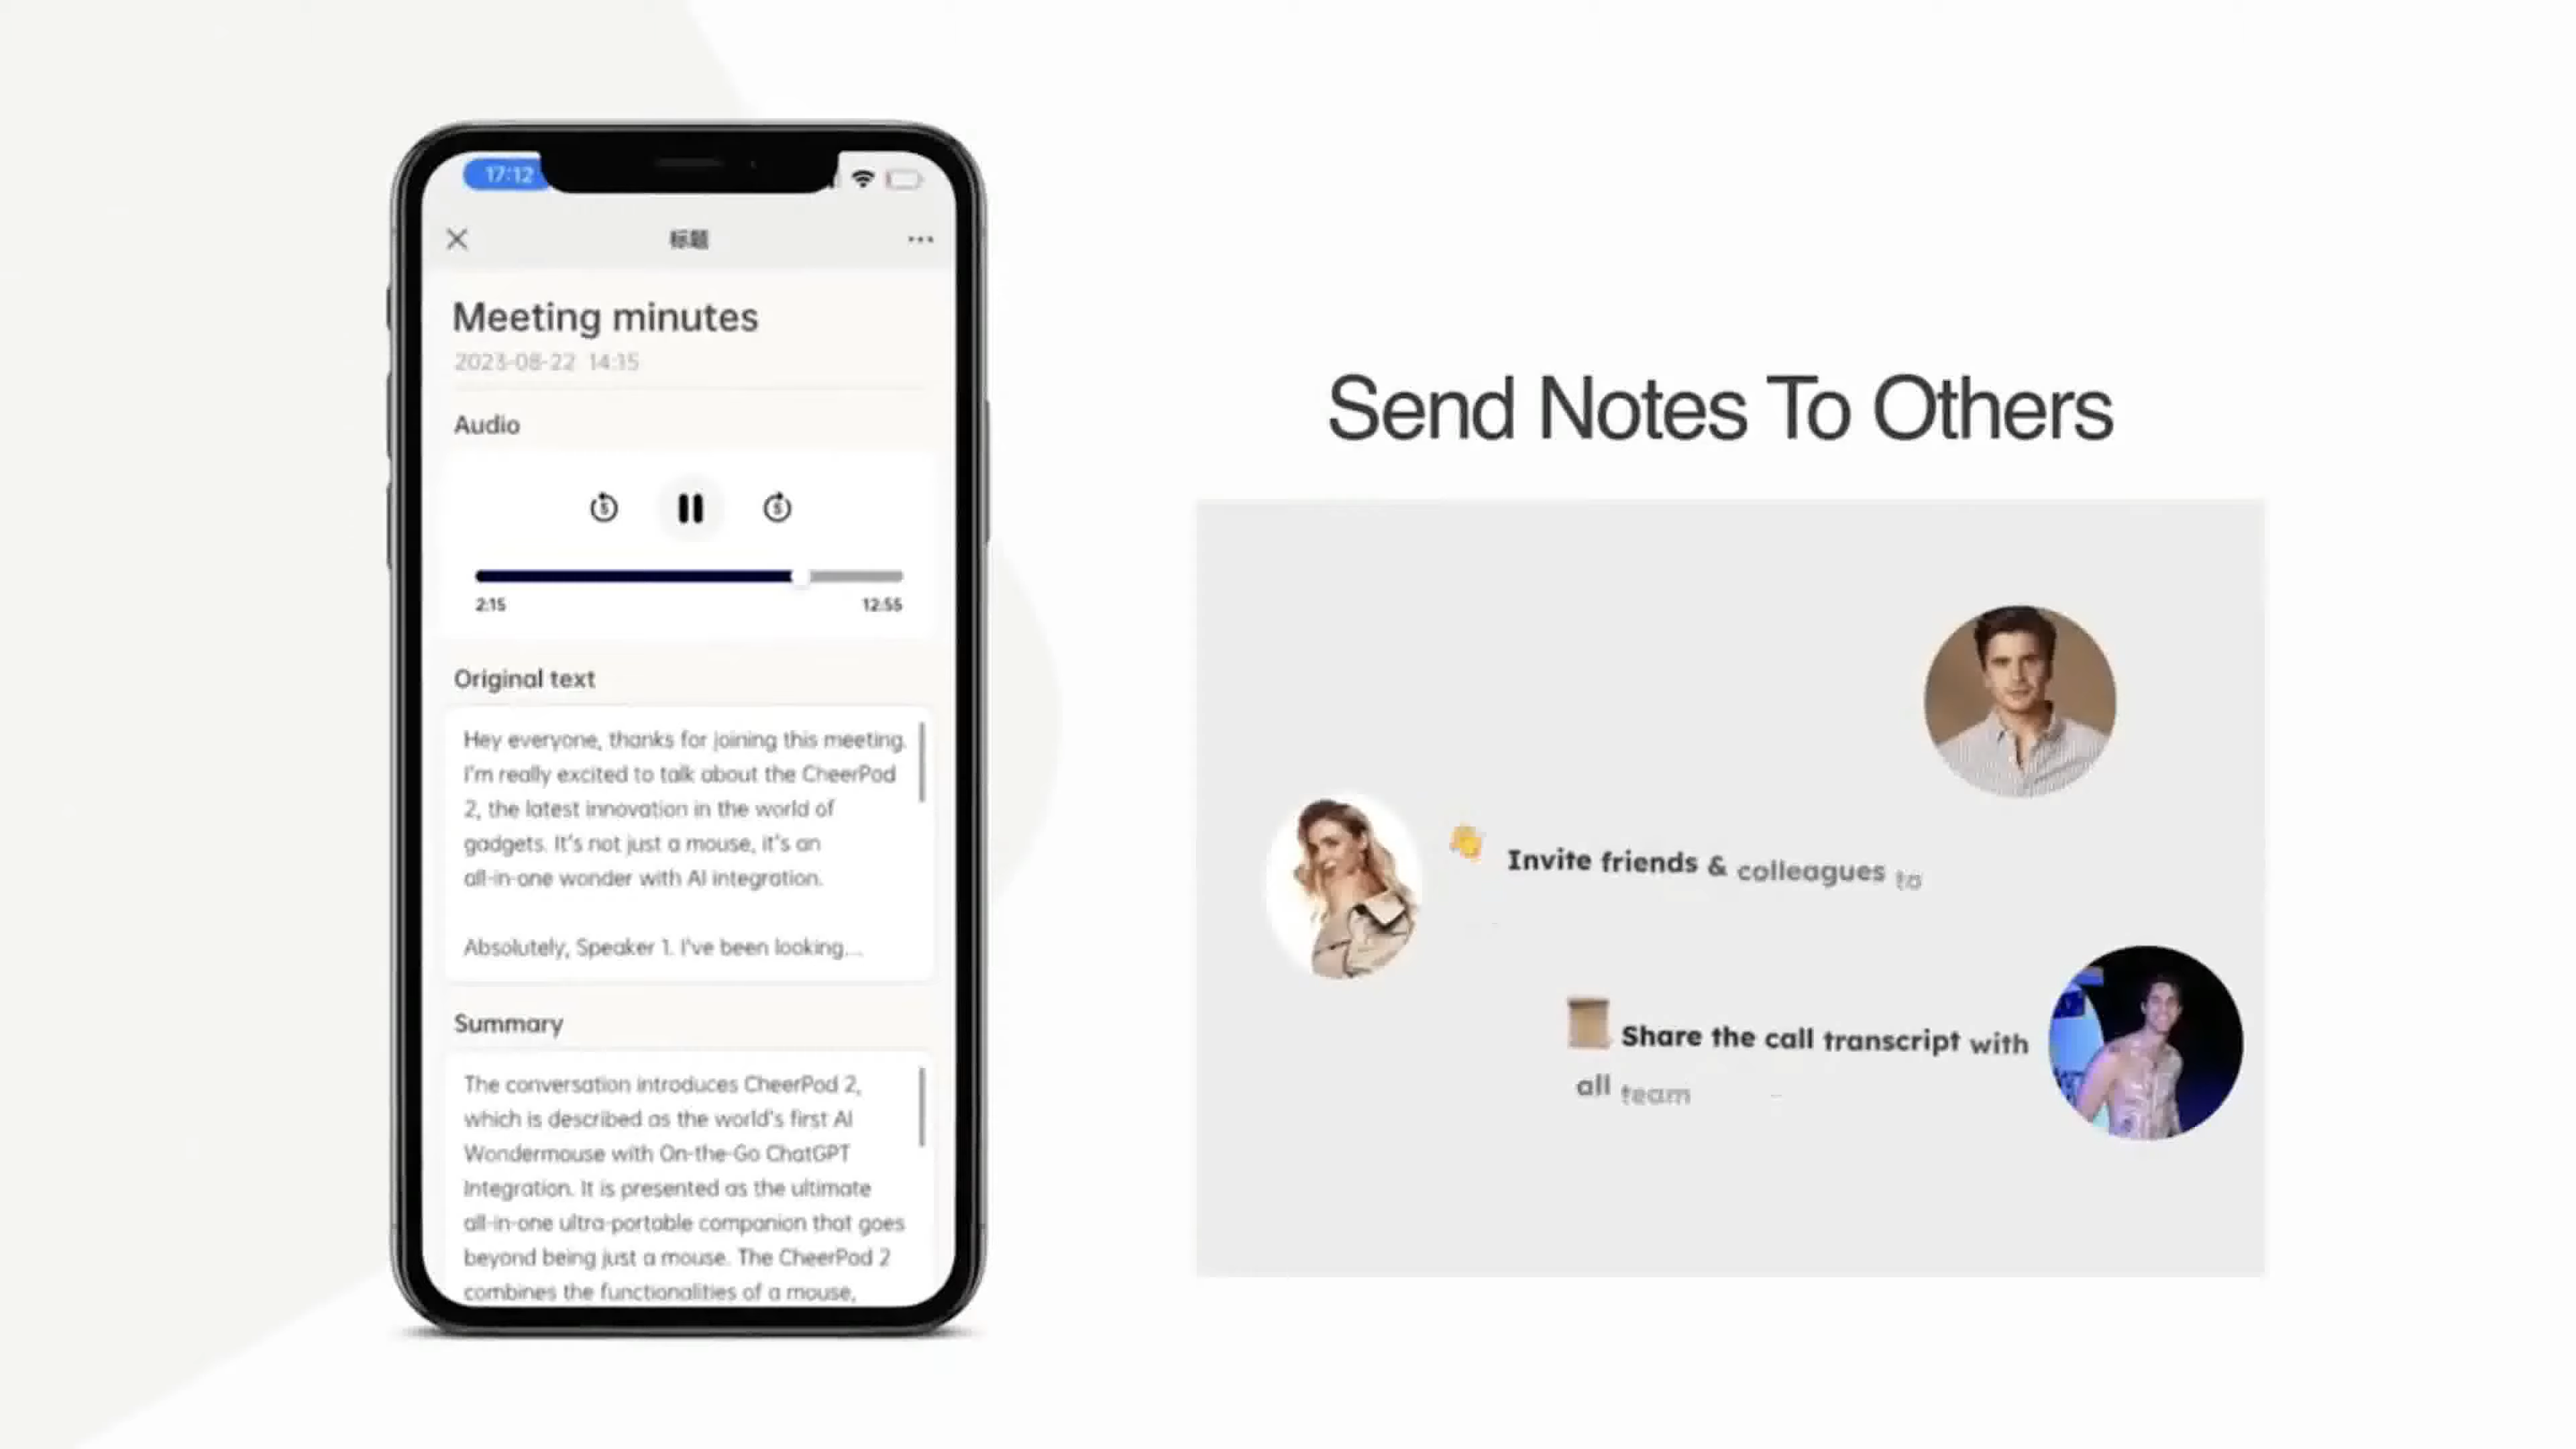 17:12
标题
Meeting minutes
2023-08-22 14:15
Audio
5
5
2:15
12:55
Original text
Hey everyone, thanks for joining this meeting.
I'm really excited to talk about the CheerPod
2, the latest innovation in the world of
gadgets. It's not just a mouse, it's an
all-in-one wonder with AI integration.
Absolutely, Speaker 1. I've been looking...
Summary
The conversation introduces CheerPod 2,
which is described as the world's first AI
Wondermouse with On-the-Go ChatGPT
Integration. It is presented as the ultimate
all-in-one ultra-portable companion that goes
beyond being just a mouse. The CheerPod 2
combines the functionalities of a mouse,
Send Notes To Others
Invite friends & colleagues to
Share the call transcript with
all team